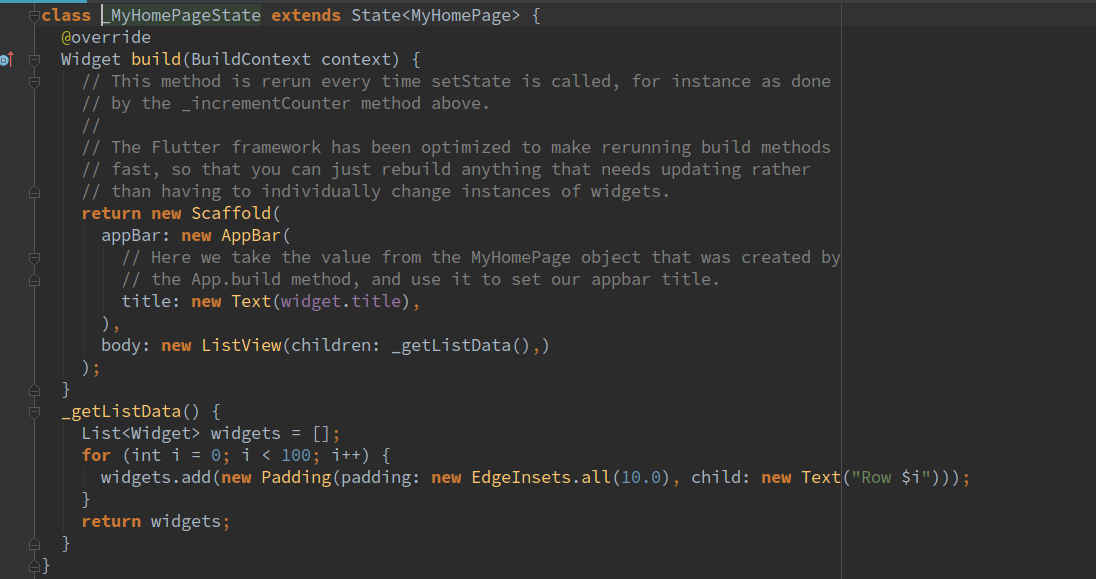 class _MyHomePageState extends State<MyHomePage> {
  @override
  Widget build(BuildContext context) {
    // This method is rerun every time setState is called, for instance as done
    // by the _incrementCounter method above.
    //
    // The Flutter framework has been optimized to make rerunning build methods
    // fast, so that you can just rebuild anything that needs updating rather
    // than having to individually change instances of widgets.
    return new Scaffold(
      appBar: new AppBar(
        // Here we take the value from the MyHomePage object that was created by
        // the App.build method, and use it to set our appbar title.
        title: new Text(widget.title),
      ),
      body: new ListView(children: _getListData(),)
    );
  }
  _getListData() {
    List<Widget> widgets = [];
    for (int i = 0; i < 100; i++) {
      widgets.add(new Padding(padding: new EdgeInsets.all(10.0), child: new Text("Row $i")));
    }
    return widgets;
  }
}